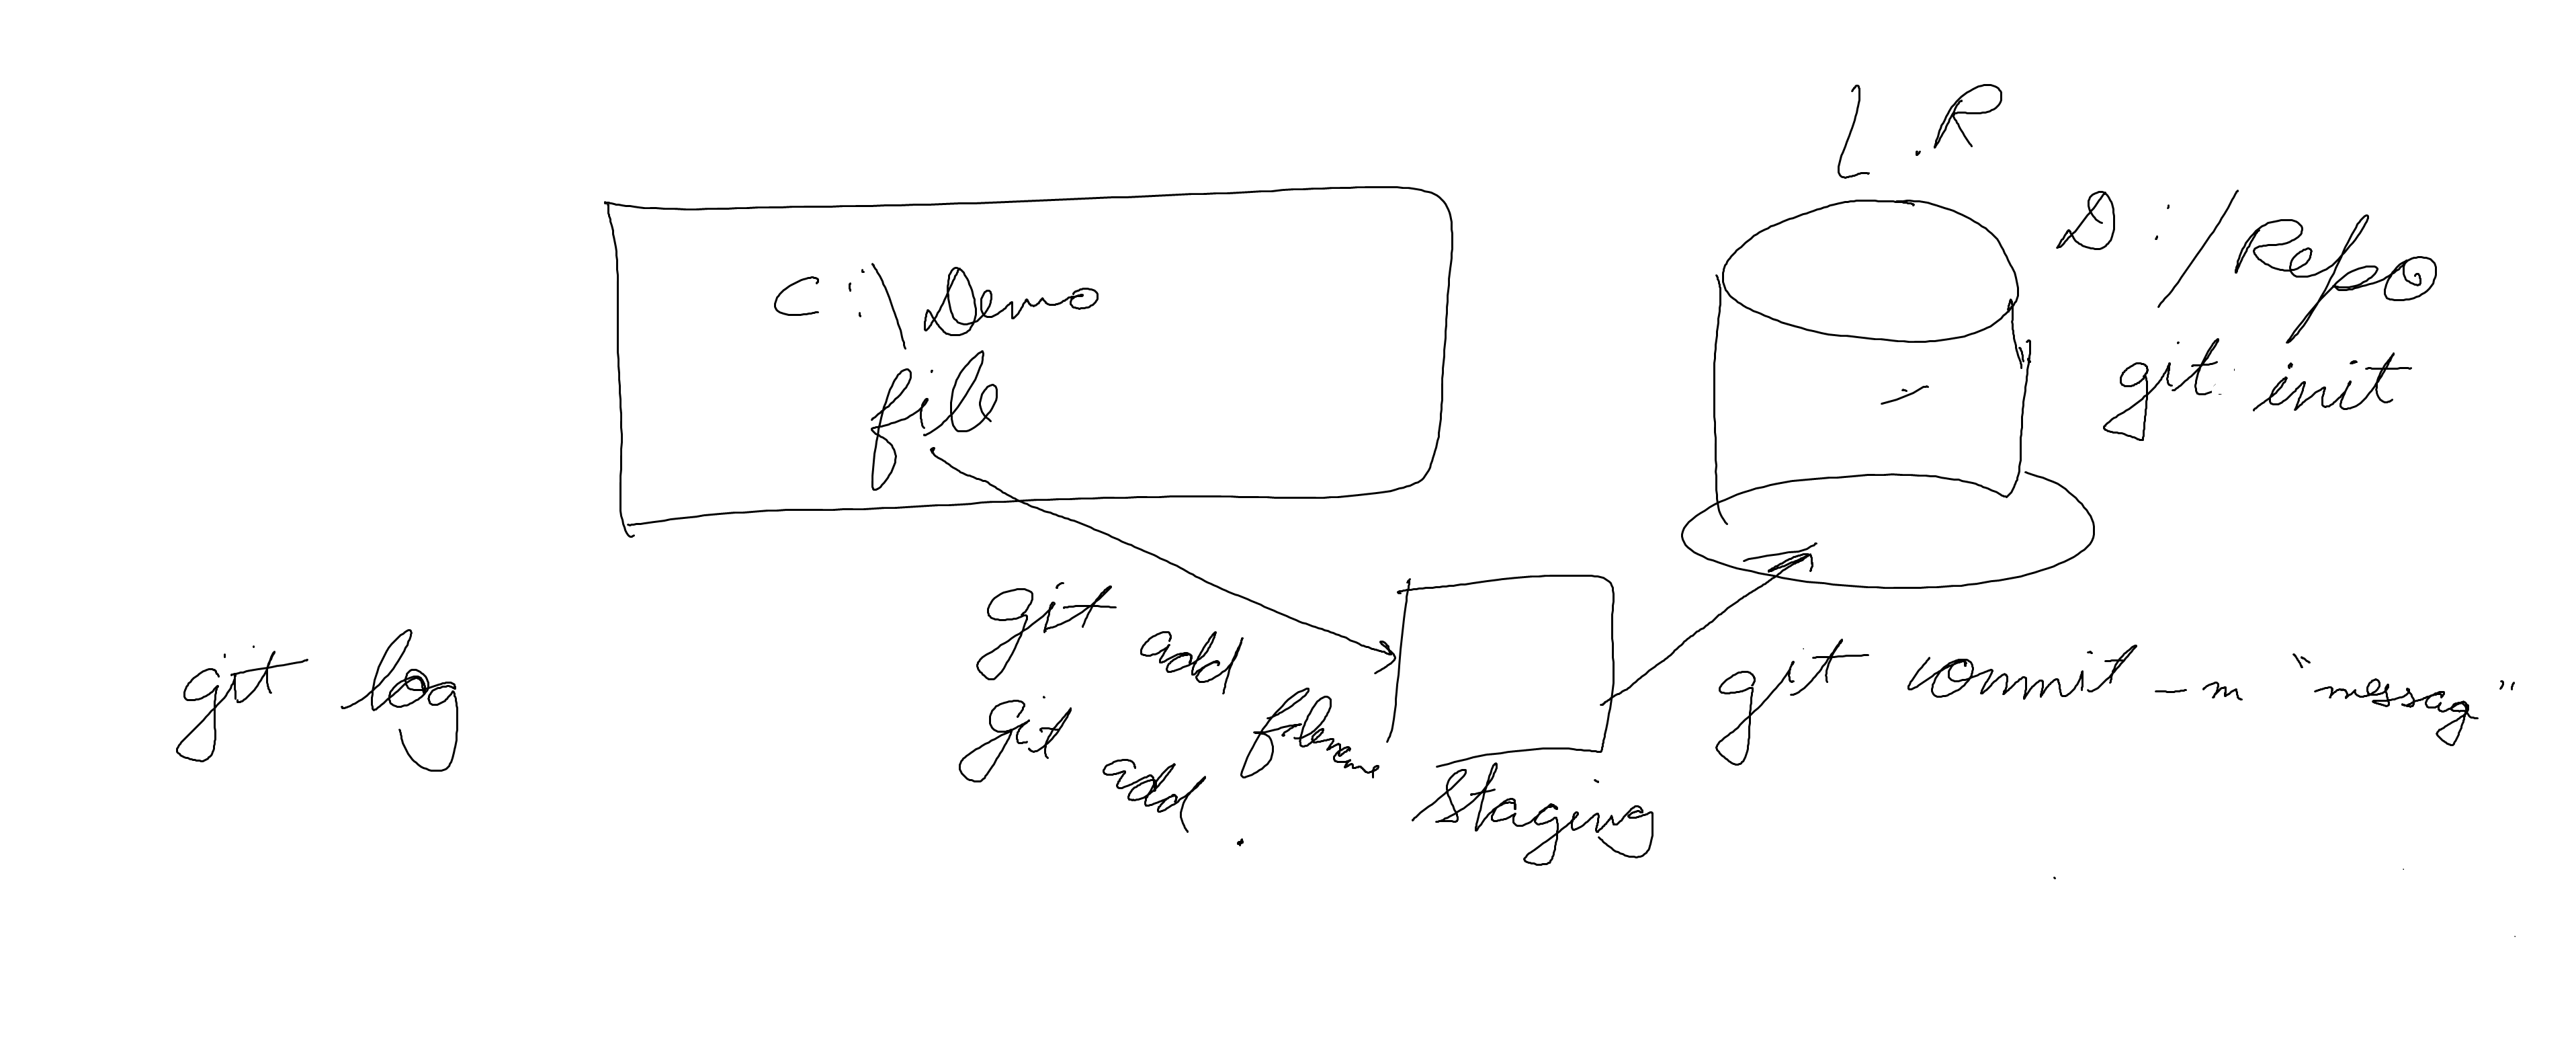 L.R
D:/Repo
git init
C:\Demo
file
git add filename
git add .
Staging
git commit -m "messag"
git log